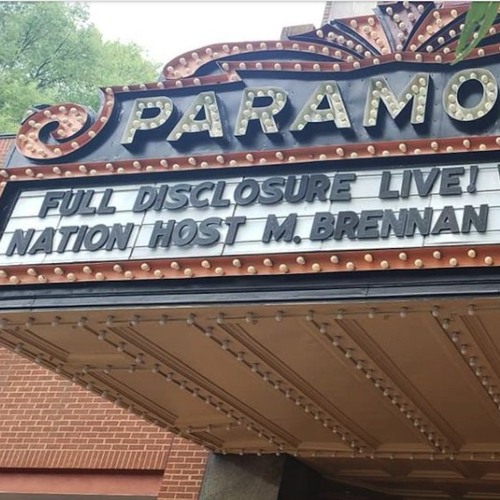 PARAMO
FULL DISCLOSURE LIVE!
NATION HOST M. BRENNAN